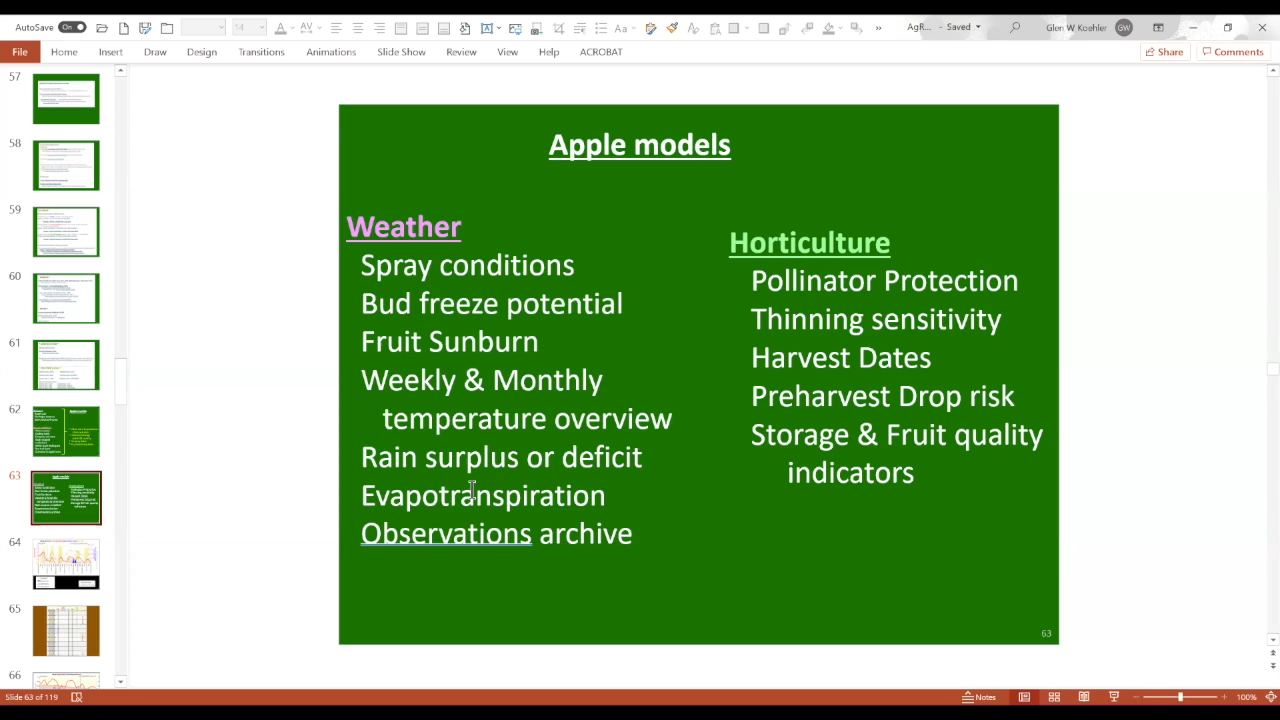 AutoSave On 14 Aa AgR... - Saved Glen W Koehler GW
File Home Insert Draw Design Transitions Animations Slide Show Review View Help ACROBAT Share Comments
57
58
59
60
61
62
63
64
65
66
Apple models
Weather
Spray conditions
Bud freeze potential
Fruit Sunburn
Weekly & Monthly
temperature overview
Rain surplus or deficit
Evapotranspiration
Observations archive
Horticulture
Pollinator Protection
Thinning sensitivity
Harvest Dates
Preharvest Drop risk
Storage & Fruit quality
indicators
63
Slide 63 of 119 Notes 100%